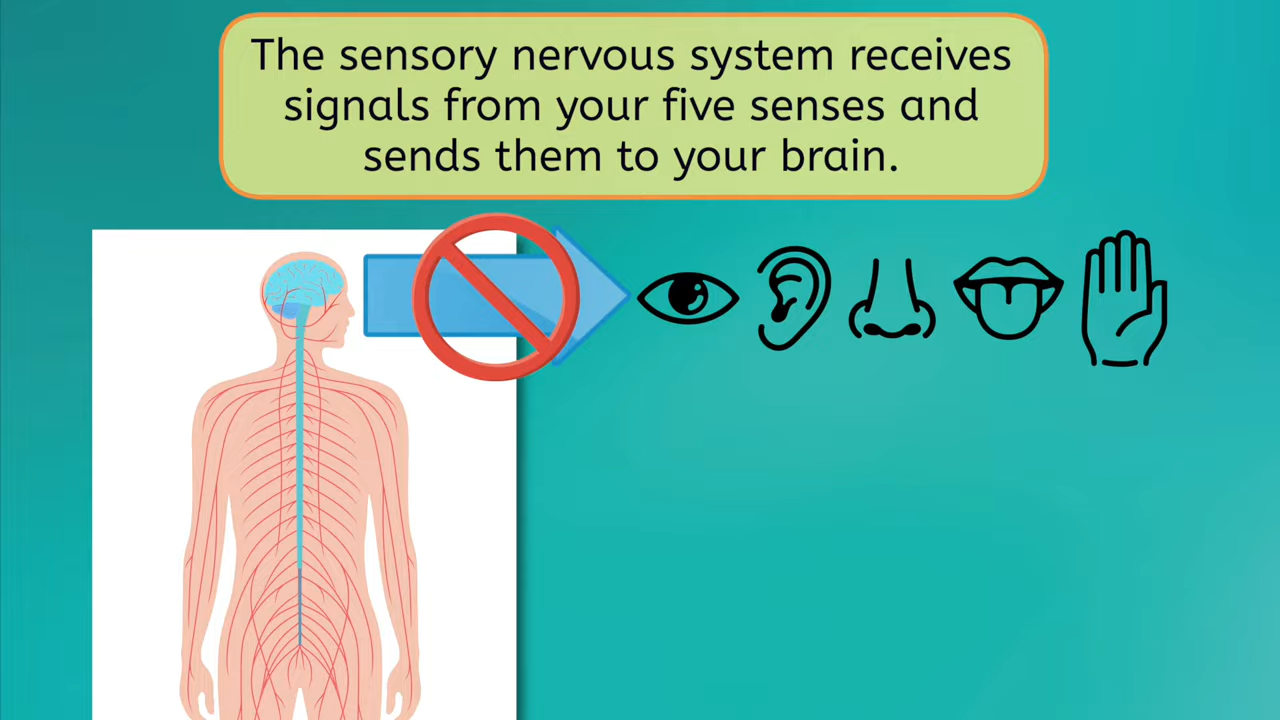 The sensory nervous system receives
signals from your five senses and
sends them to your brain.